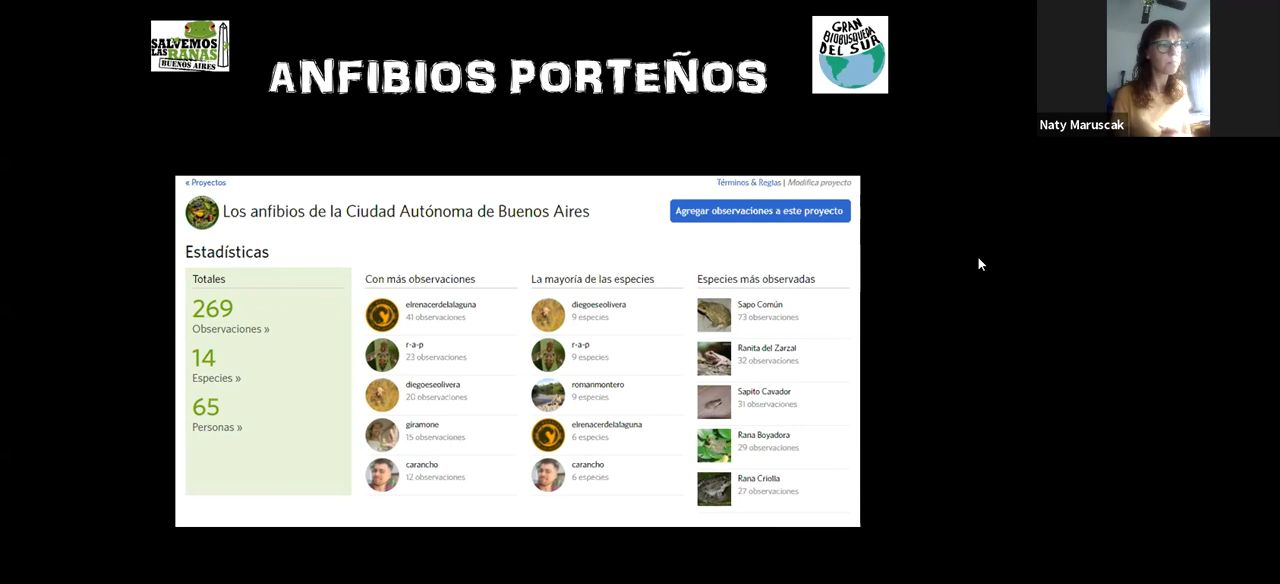 SALVEMOS
LAS RANAS
BUENOS AIRES
ANFIBIOS PORTEÑOS
GRAN
BIOBUSQUEDA
DEL SUR
Naty Maruscak
« Proyectos
Términos & Reglas | Modifica proyecto
Los anfibios de la Ciudad Autónoma de Buenos Aires
Agregar observaciones a este proyecto
Estadísticas
Totales
269
Observaciones »
14
Especies »
65
Personas »
Con más observaciones
elrenacerdelalaguna
41 observaciones
r-a-p
23 observaciones
diegoeseolivera
20 observaciones
giramone
15 observaciones
carancho
12 observaciones
La mayoría de las especies
diegoeseolivera
9 especies
r-a-p
9 especies
romanmontero
9 especies
elrenacerdelalaguna
6 especies
carancho
6 especies
Especies más observadas
Sapo Común
73 observaciones
Ranita del Zarzal
32 observaciones
Sapito Cavador
31 observaciones
Rana Boyadora
29 observaciones
Rana Criolla
27 observaciones